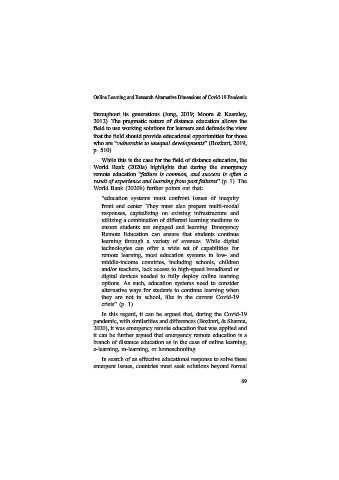 Online Learning and Research Alternative Dimensions of Covid-19 Pandemic
throughout its generations (Jung, 2019; Moore & Kearsley,
2012). The pragmatic nature of distance education allows the
field to use working solutions for learners and defends the view
that the field should provide educational opportunities for those
who are "vulnerable to unequal developments" (Bozkurt, 2019,
p. 510)
While this is the case for the field of distance education, the
World Bank (2020a) highlights that during the emergency
remote education "failure is common, and success is often a
result of experience and learning from past failures" (p. 1). The
World Bank (2020b) further points out that:
"education systems must confront issues of inequity
front and center. They must also prepare multi-modal
responses, capitalizing on existing infrastructure and
utilizing a combination of different learning mediums to
ensure students are engaged and learning. Emergency
Remote Education can ensure that students continue
learning through a variety of avenues. While digital
technologies can offer a wide set of capabilities for
remote learning, most education systems in low- and
middle-income countries, including schools, children
and/or teachers, lack access to high-speed broadband or
digital devices needed to fully deploy online learning
options. As such, education systems need to consider
alternative ways for students to continue learning when
they are not in school, like in the current Covid-19
crisis" (p. 1)
In this regard, it can be argued that, during the Covid-19
pandemic, with similarities and differences (Bozkurt, & Sharma,
2020), it was emergency remote education that was applied and
it can be further argued that emergency remote education is a
branch of distance education as in the case of online learning,
e-learning, m-learning, or homeschooling.
In search of an effective educational response to solve these
emergent issues, countries must seek solutions beyond formal
69